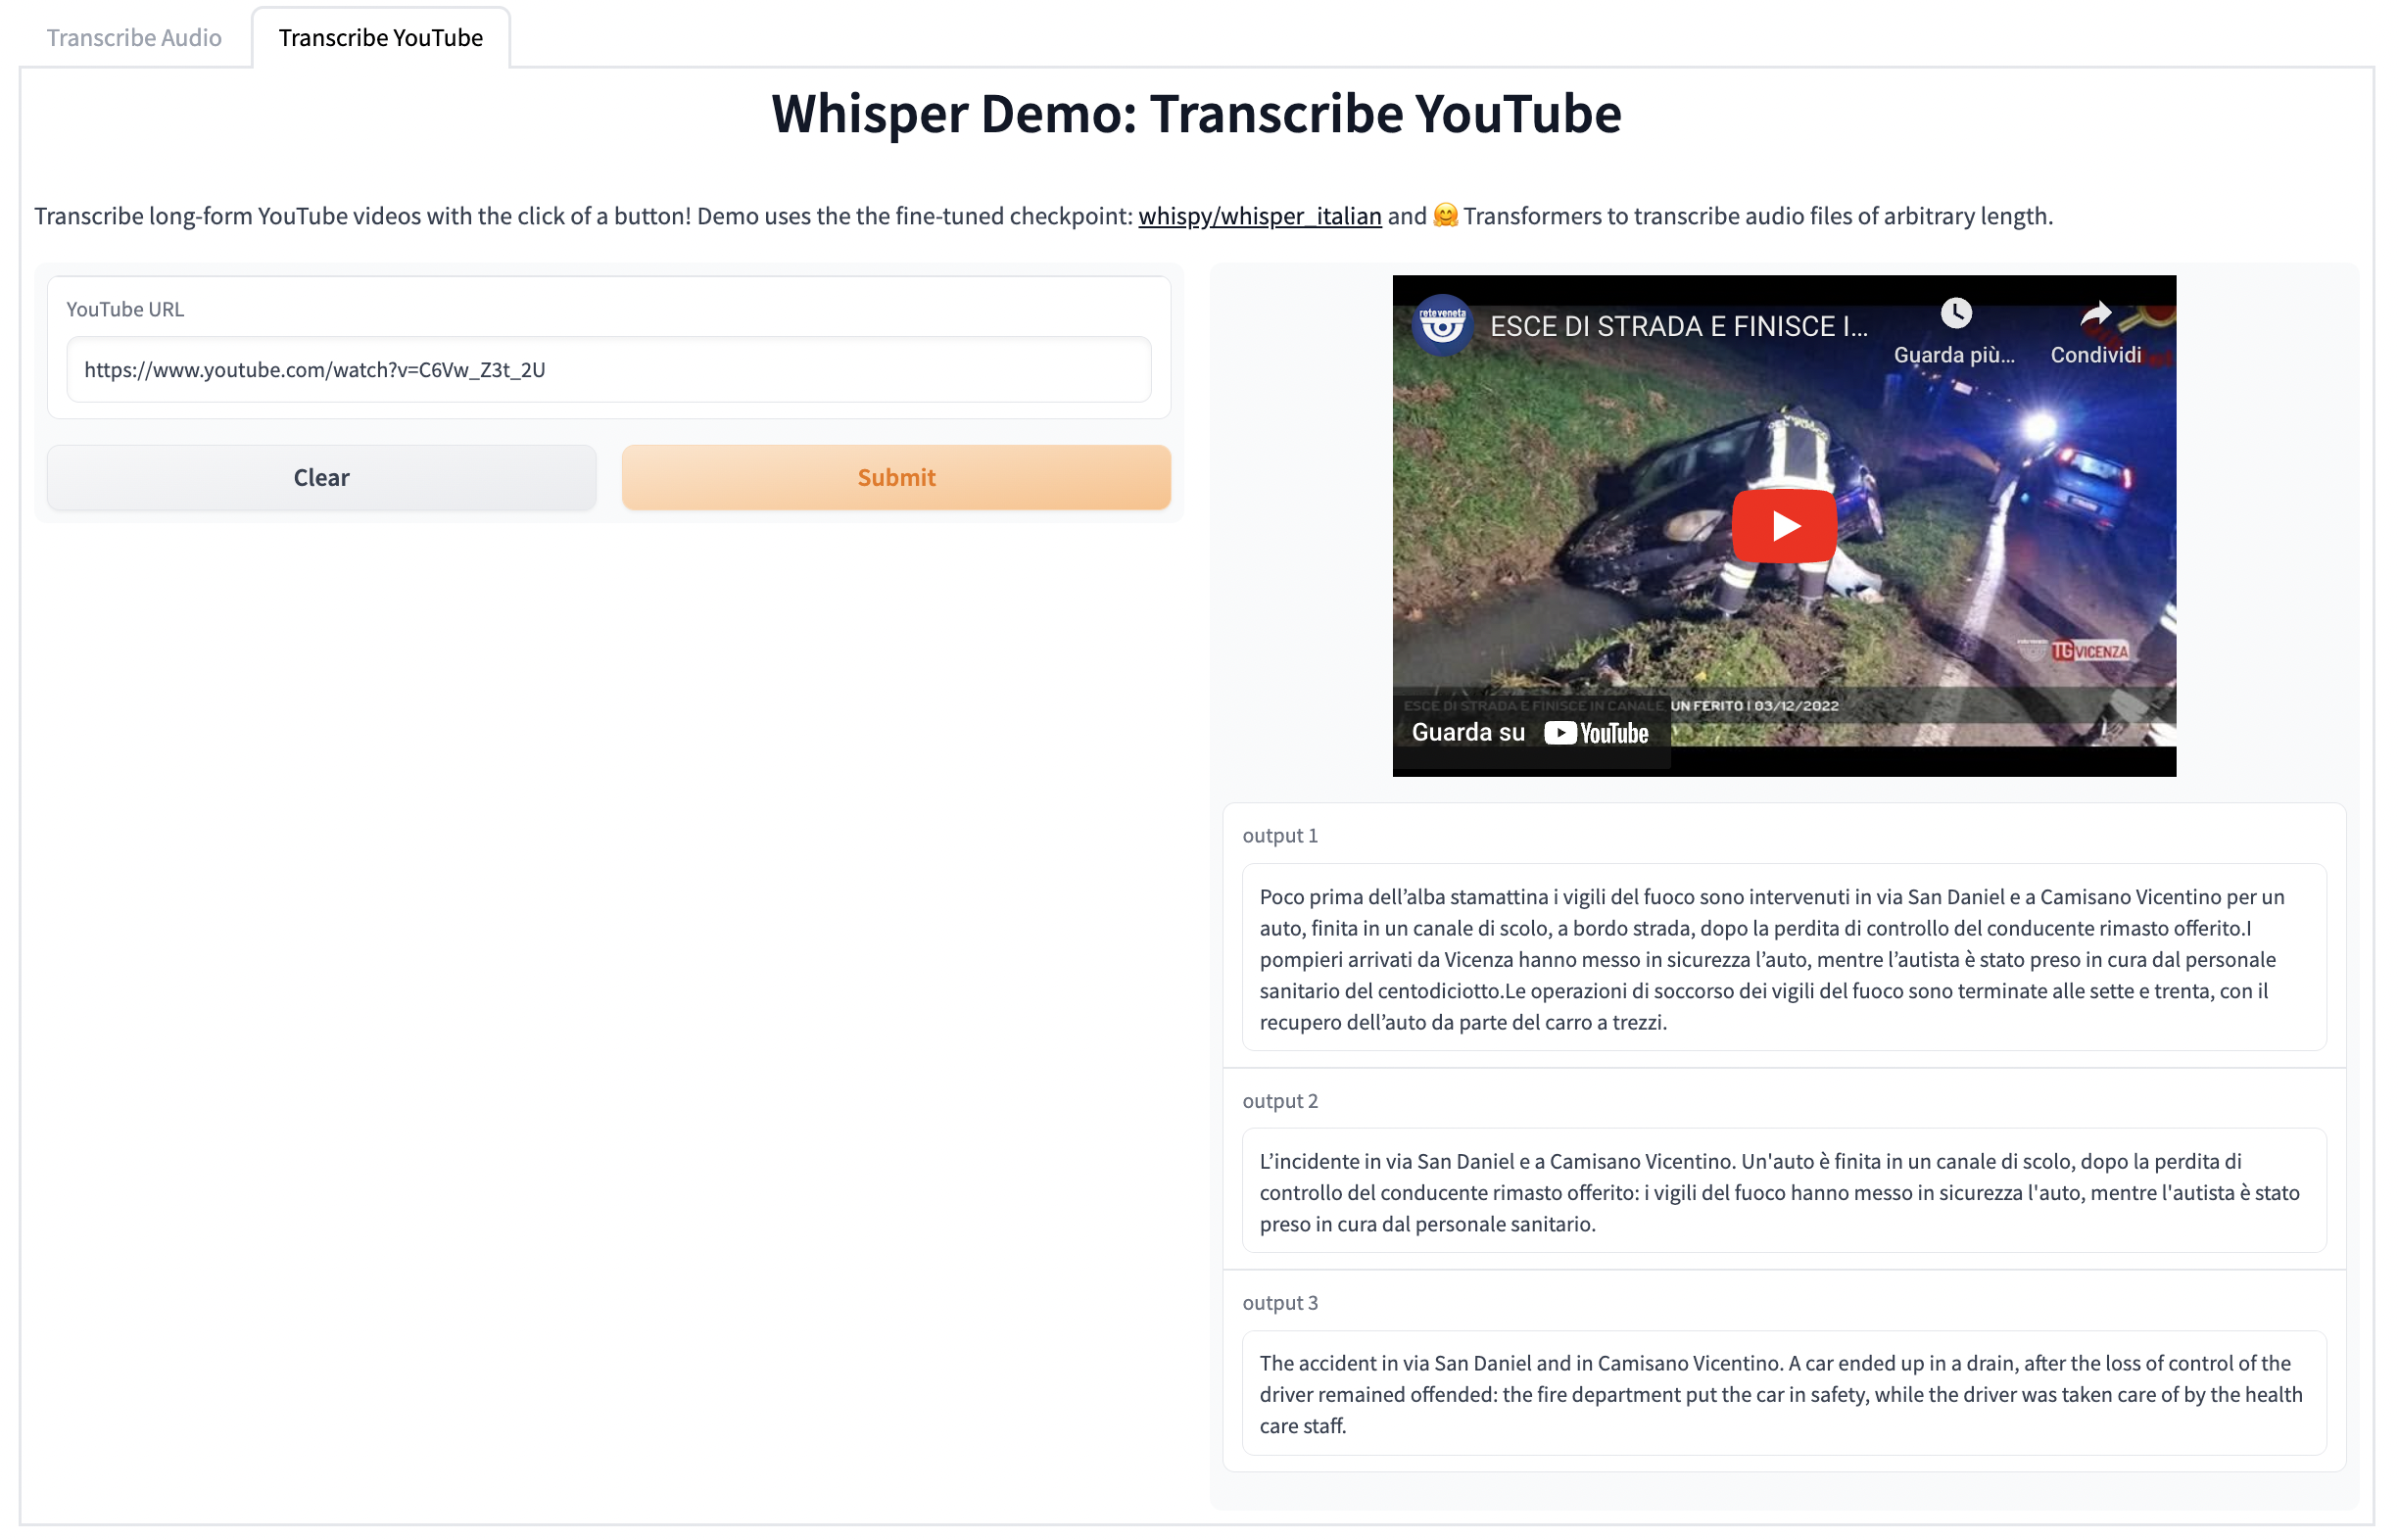 Transcribe Audio
Transcribe YouTube
Whisper Demo: Transcribe YouTube
Transcribe long-form YouTube videos with the click of a button! Demo uses the the fine-tuned checkpoint: whispy/whisper_italian and 🤗 Transformers to transcribe audio files of arbitrary length.
YouTube URL
https://www.youtube.com/watch?v=C6Vw_Z3t_2U
Clear
Submit
rete veneta
ESCE DI STRADA E FINISCE I...
Guarda più...
Condividi
TGVICENZA
ESCE DI STRADA E FINISCE IN CANALE, UN FERITO | 03/12/2022
Guarda su YouTube
output 1
Poco prima dell’alba stamattina i vigili del fuoco sono intervenuti in via San Daniel e a Camisano Vicentino per un
auto, finita in un canale di scolo, a bordo strada, dopo la perdita di controllo del conducente rimasto offerito.I
pompieri arrivati da Vicenza hanno messo in sicurezza l’auto, mentre l’autista è stato preso in cura dal personale
sanitario del centodiciotto.Le operazioni di soccorso dei vigili del fuoco sono terminate alle sette e trenta, con il
recupero dell’auto da parte del carro a trezzi.
output 2
L’incidente in via San Daniel e a Camisano Vicentino. Un'auto è finita in un canale di scolo, dopo la perdita di
controllo del conducente rimasto offerito: i vigili del fuoco hanno messo in sicurezza l'auto, mentre l'autista è stato
preso in cura dal personale sanitario.
output 3
The accident in via San Daniel and in Camisano Vicentino. A car ended up in a drain, after the loss of control of the
driver remained offended: the fire department put the car in safety, while the driver was taken care of by the health
care staff.